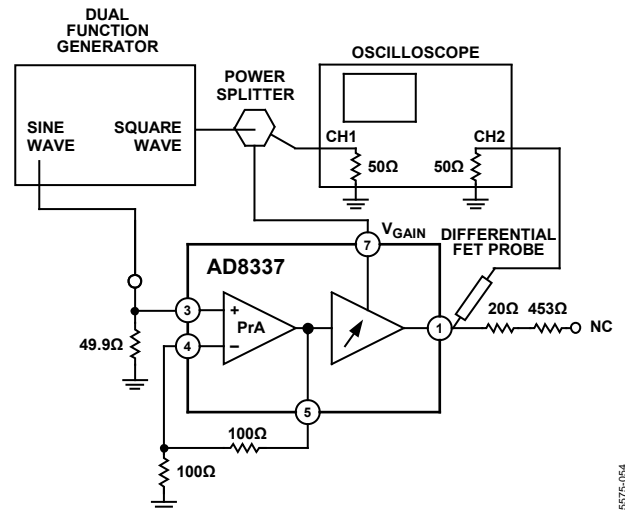 DUAL
FUNCTION
GENERATOR
OSCILLOSCOPE
POWER
SPLITTER
SINE
WAVE
SQUARE
WAVE
CH1
CH2
50Ω
50Ω
VGAIN
DIFFERENTIAL
FET PROBE
7
AD8337
20Ω
453Ω
NC
3
+
PrA
1
49.9Ω
4
–
5
100Ω
100Ω
05575-054